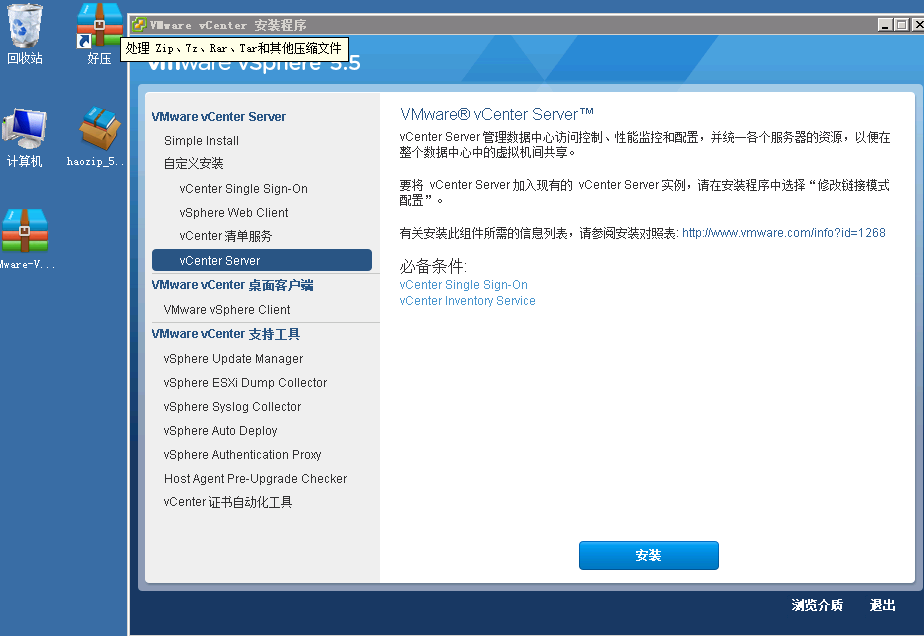 回收站
好压
计算机
haozip_5...
Mware-V...
VMware vCenter 安装程序
处理 Zip、7z、Rar、Tar和其他压缩文件
vmware vSphere 5.5
VMware vCenter Server
Simple Install
自定义安装
vCenter Single Sign-On
vSphere Web Client
vCenter 清单服务
vCenter Server
VMware vCenter 桌面客户端
VMware vSphere Client
VMware vCenter 支持工具
vSphere Update Manager
vSphere ESXi Dump Collector
vSphere Syslog Collector
vSphere Auto Deploy
vSphere Authentication Proxy
Host Agent Pre-Upgrade Checker
vCenter 证书自动化工具
VMware® vCenter Server™
vCenter Server 管理数据中心访问控制、性能监控和配置，并统一各个服务器的资源，以便在
整个数据中心中的虚拟机间共享。
要将 vCenter Server 加入现有的 vCenter Server 实例，请在安装程序中选择“修改链接模式
配置”。
有关安装此组件所需的信息列表，请参阅安装对照表: http://www.vmware.com/info?id=1268
必备条件:
vCenter Single Sign-On
vCenter Inventory Service
安装
浏览介质 退出